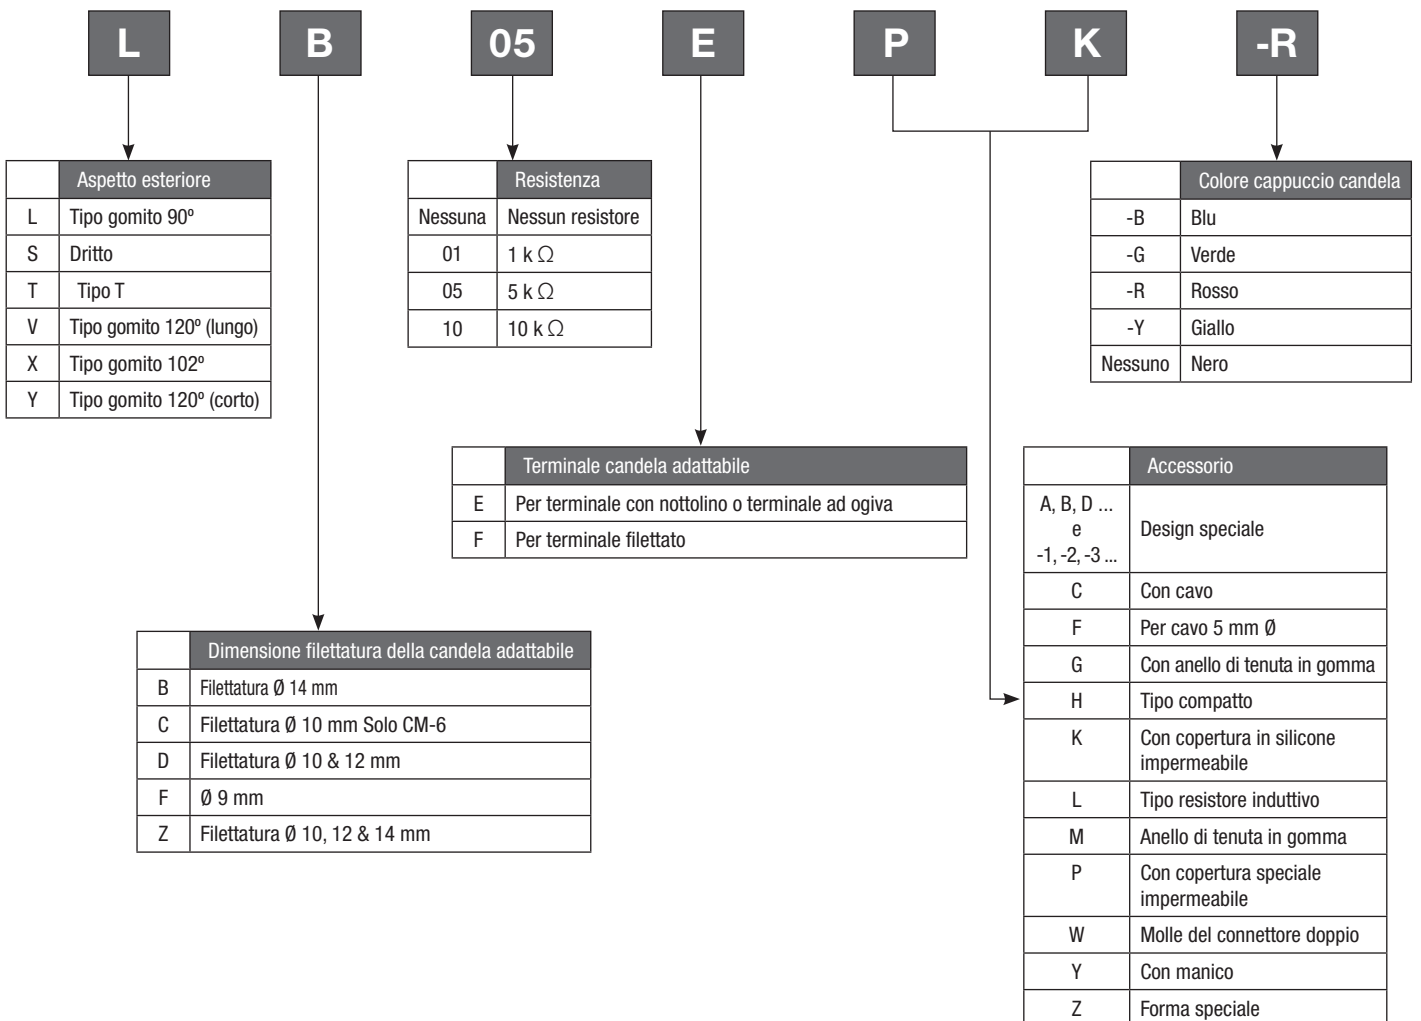 L B 05 E P K -R
Aspetto esteriore
L Tipo gomito 90º
S Dritto
T Tipo T
V Tipo gomito 120º (lungo)
X Tipo gomito 102º
Y Tipo gomito 120º (corto)
Resistenza
Nessuna Nessun resistore
01 1 k Ω
05 5 k Ω
10 10 k Ω
Colore cappuccio candela
-B Blu
-G Verde
-R Rosso
-Y Giallo
Nessuno Nero
Terminale candela adattabile
E Per terminale con nottolino o terminale ad ogiva
F Per terminale filettato
Dimensione filettatura della candela adattabile
B Filettatura Ø 14 mm
C Filettatura Ø 10 mm Solo CM-6
D Filettatura Ø 10 & 12 mm
F Ø 9 mm
Z Filettatura Ø 10, 12 & 14 mm
Accessorio
A, B, D ...
e Design speciale
-1, -2, -3 ...
C Con cavo
F Per cavo 5 mm Ø
G Con anello di tenuta in gomma
H Tipo compatto
K Con copertura in silicone
impermeabile
L Tipo resistore induttivo
M Anello di tenuta in gomma
P Con copertura speciale
impermeabile
W Molle del connettore doppio
Y Con manico
Z Forma speciale